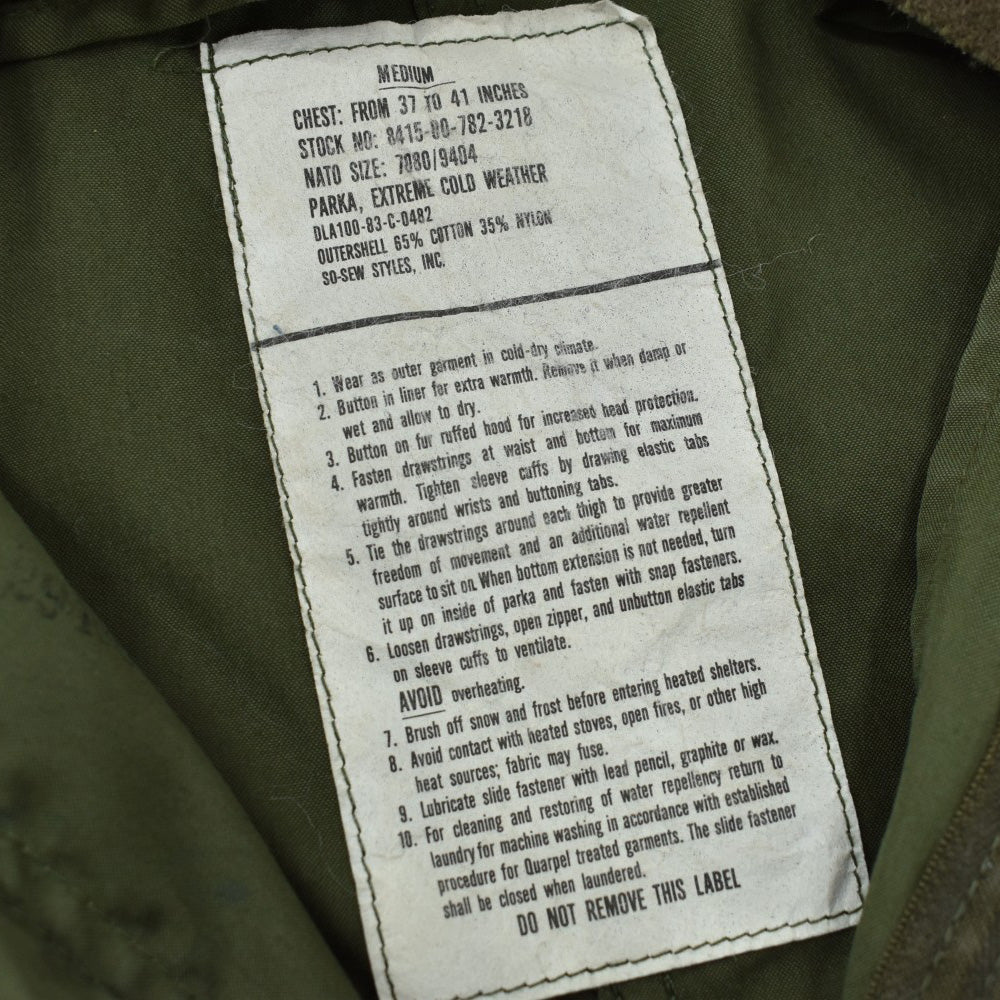 MEDIUM
CHEST: FROM 37 TO 41 INCHES
STOCK NO: 8415-00-782-3218
NATO SIZE: 7080/9404
PARKA, EXTREME COLD WEATHER
DLA100-83-C-0482
OUTERSHELL 65% COTTON 35% NYLON
SO-SEW STYLES, INC.
1. Wear as outer garment in cold-dry climate.
2. Button in liner for extra warmth. Remove it when damp or
wet and allow to dry.
3. Button on fur ruffed hood for increased head protection.
4. Fasten drawstrings at waist and bottom for maximum
warmth. Tighten sleeve cuffs by drawing elastic tabs
tightly around wrists and buttoning tabs.
5. Tie the drawstrings around each thigh to provide greater
freedom of movement and an additional water repellent
surface to sit on. When bottom extension is not needed, turn
it up on inside of parka and fasten with snap fasteners.
6. Loosen drawstrings, open zipper, and unbutton elastic tabs
on sleeve cuffs to ventilate.
AVOID overheating.
7. Brush off snow and frost before entering heated shelters.
8. Avoid contact with heated stoves, open fires, or other high
heat sources; fabric may fuse.
9. Lubricate slide fastener with lead pencil, graphite or wax.
10. For cleaning and restoring of water repellency return to
laundry for machine washing in accordance with established
procedure for Quarpel treated garments. The slide fastener
shall be closed when laundered.
DO NOT REMOVE THIS LABEL